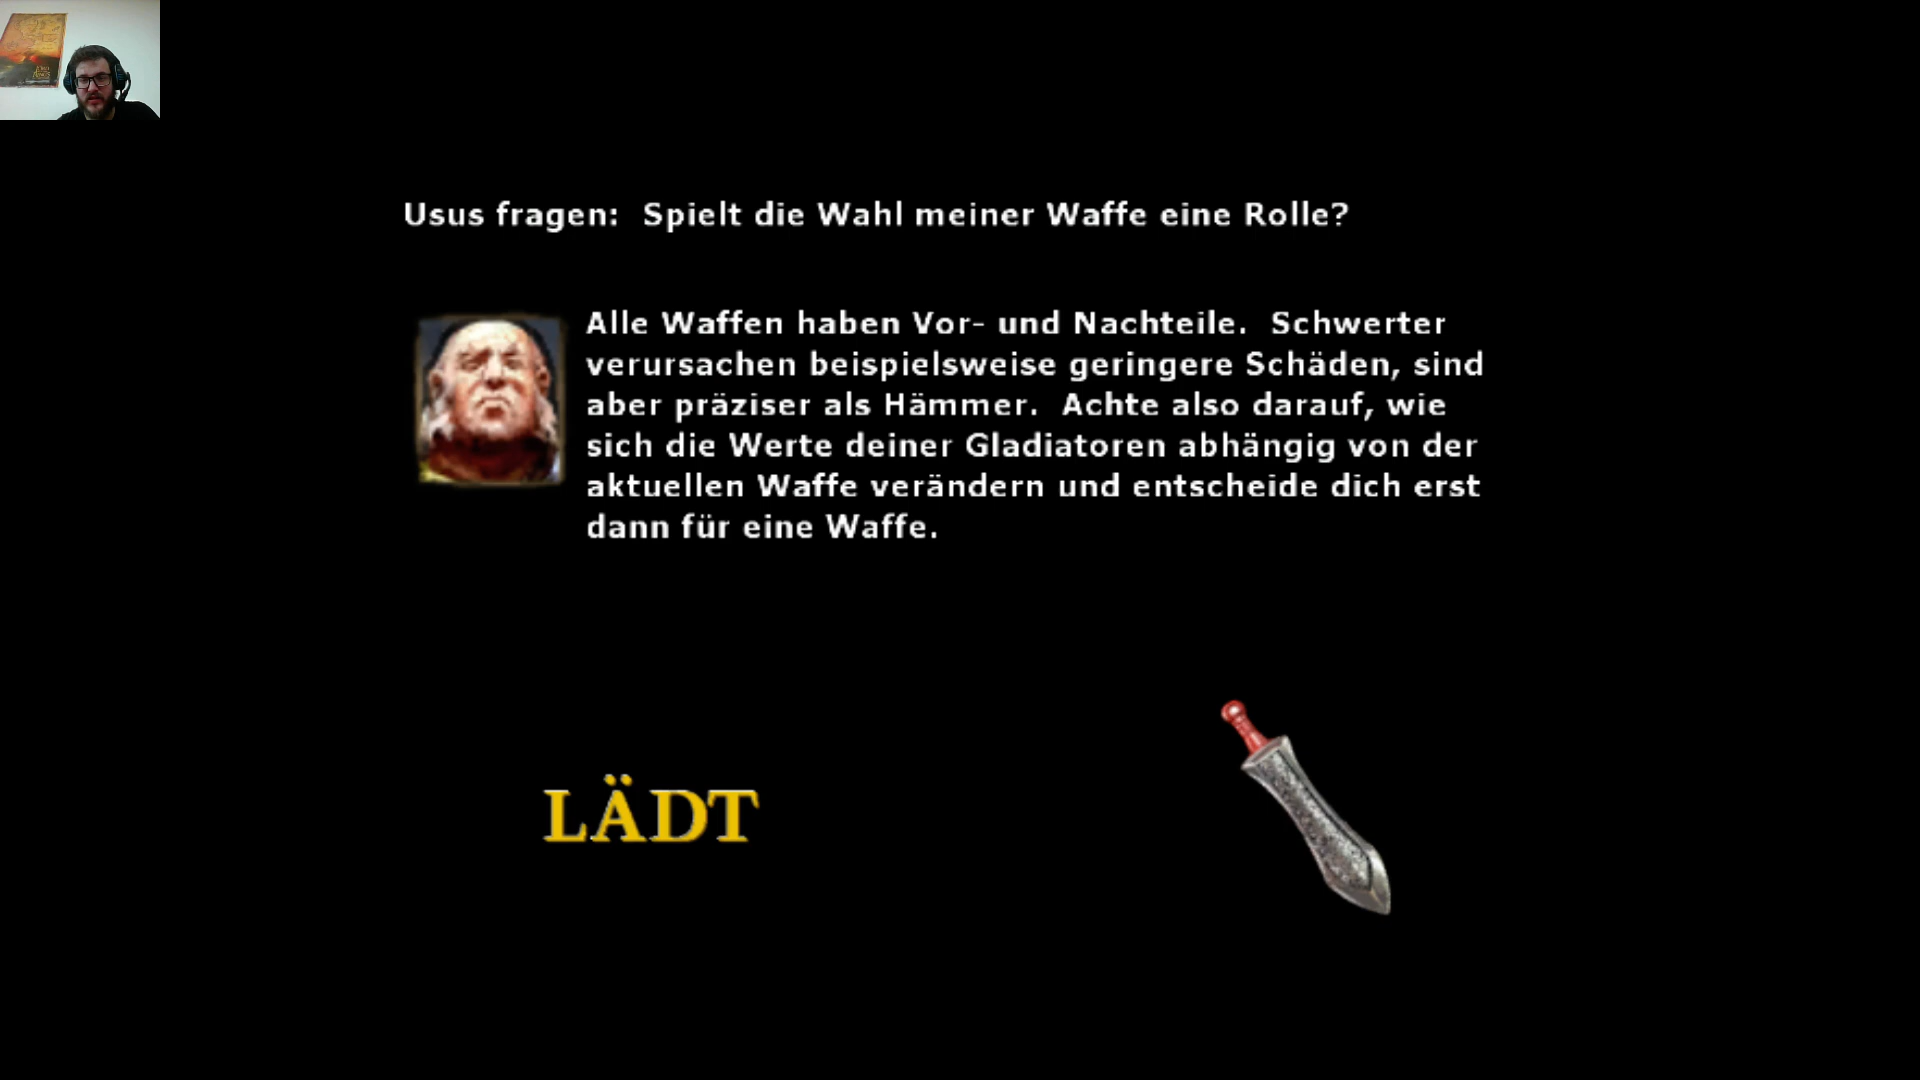 Usus fragen:  Spielt die Wahl meiner Waffe eine Rolle?
Alle Waffen haben Vor- und Nachteile.  Schwerter
verursachen beispielsweise geringere Schäden, sind
aber präziser als Hämmer.  Achte also darauf, wie
sich die Werte deiner Gladiatoren abhängig von der
aktuellen Waffe verändern und entscheide dich erst
dann für eine Waffe.
LÄDT